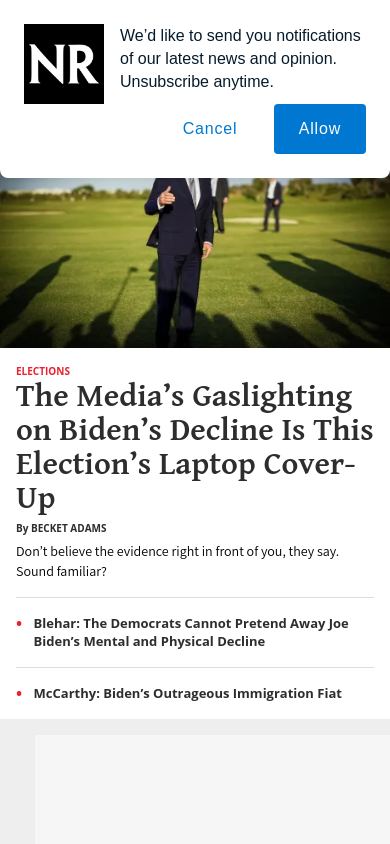 NR
We’d like to send you notifications
of our latest news and opinion.
Unsubscribe anytime.
Cancel
Allow
ELECTIONS
The Media’s Gaslighting
on Biden’s Decline Is This
Election’s Laptop Cover-
Up
By BECKET ADAMS
Don’t believe the evidence right in front of you, they say.
Sound familiar?
• Blehar: The Democrats Cannot Pretend Away Joe
Biden’s Mental and Physical Decline
• McCarthy: Biden’s Outrageous Immigration Fiat